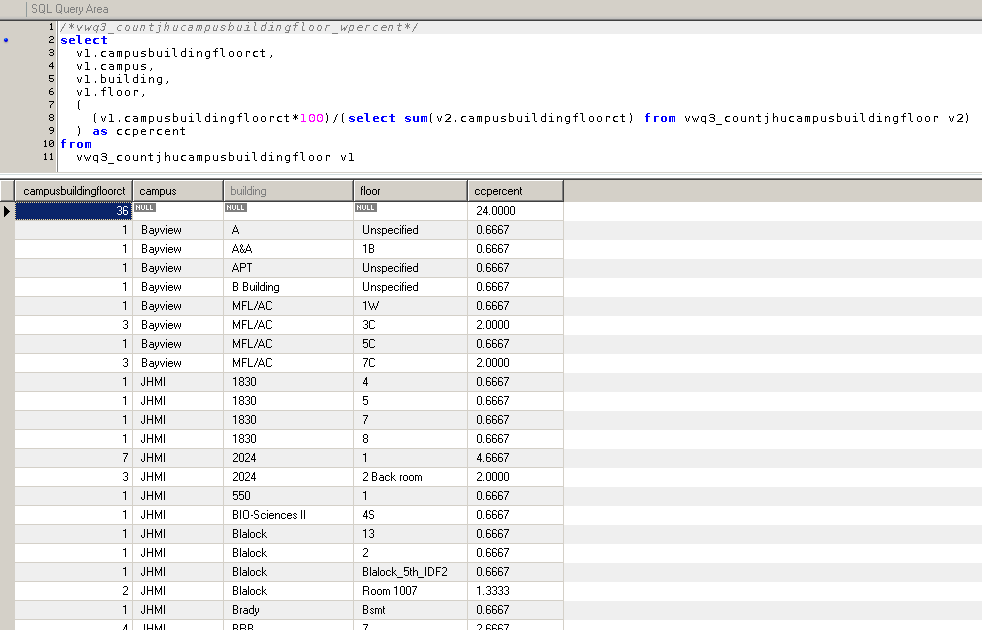 SQL Query Area
1 /*vwq3_countjhucampusbuildingfloor_wpercent*/
2 select
3 v1.campusbuildingfloorct,
4 v1.campus,
5 v1.building,
6 v1.floor,
7 (
8 (v1.campusbuildingfloorct*100)/(select sum(v2.campusbuildingfloorct) from vwq3_countjhucampusbuildingfloor v2)
9 ) as ccpercent
10 from
11 vwq3_countjhucampusbuildingfloor v1
campusbuildingfloorct campus building floor ccpercent
36 NULL NULL NULL 24.0000
1 Bayview A Unspecified 0.6667
1 Bayview A&A 1B 0.6667
1 Bayview APT Unspecified 0.6667
1 Bayview B Building Unspecified 0.6667
1 Bayview MFL/AC 1W 0.6667
3 Bayview MFL/AC 3C 2.0000
1 Bayview MFL/AC 5C 0.6667
3 Bayview MFL/AC 7C 2.0000
1 JHMI 1830 4 0.6667
1 JHMI 1830 5 0.6667
1 JHMI 1830 7 0.6667
1 JHMI 1830 8 0.6667
7 JHMI 2024 1 4.6667
3 JHMI 2024 2 Back room 2.0000
1 JHMI 550 1 0.6667
1 JHMI BIO-Sciences II 4S 0.6667
1 JHMI Blalock 13 0.6667
1 JHMI Blalock 2 0.6667
1 JHMI Blalock Blalock_5th_IDF2 0.6667
2 JHMI Blalock Room 1007 1.3333
1 JHMI Brady Bsmt 0.6667
4 JHMI BRB 7 2.6667